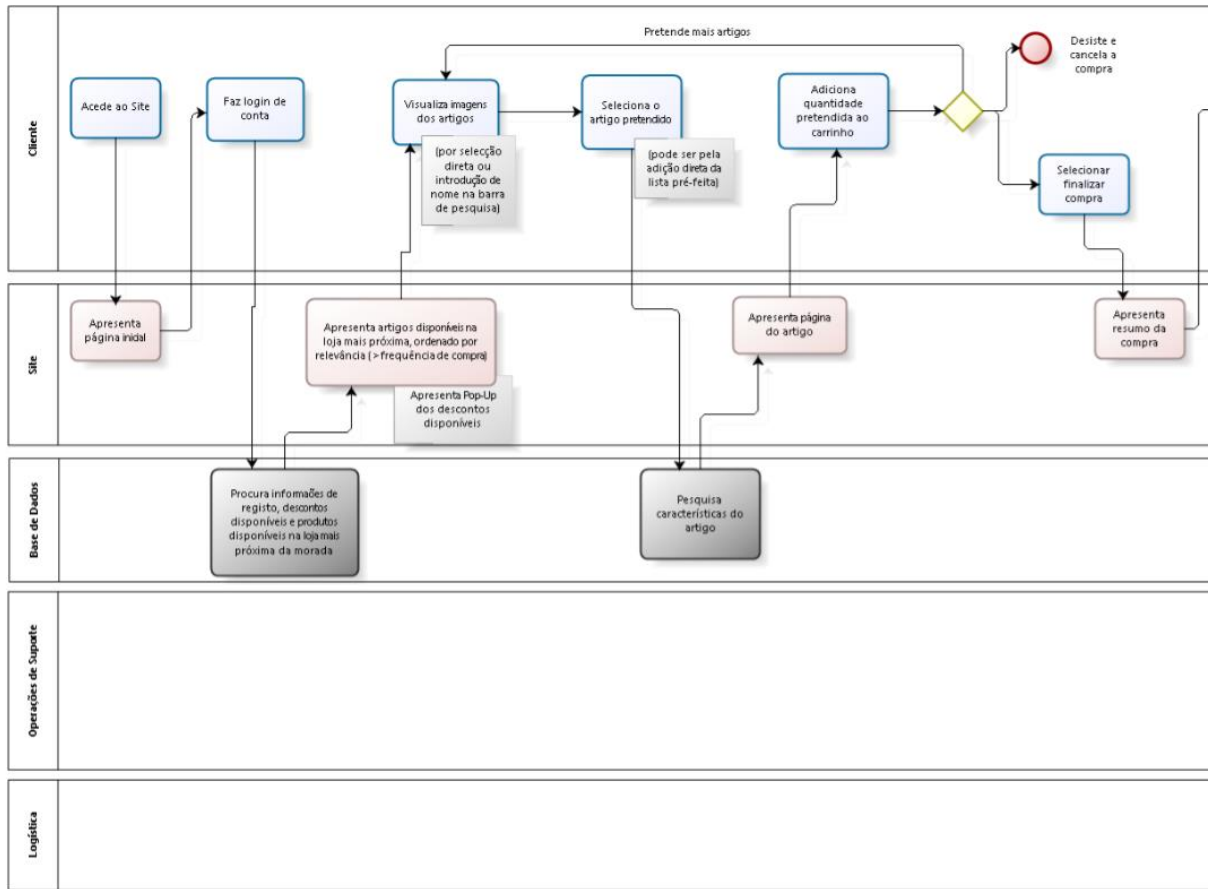 Cliente
Acede ao Site
Faz login de
conta
Pretende mais artigos
Visualiza imagens
dos artigos
(por selecção
direta ou
introdução de
nome na barra
de pesquisa)
Seleciona o
artigo pretendido
(pode ser pela
adição direta da
lista pré-feita)
Adiciona
quantidade
pretendida ao
carrinho
Desiste e
cancela a
compra
Selecionar
finalizar
compra
Site
Apresenta
página inicial
Apresenta artigos disponíveis na
loja mais próxima, ordenado por
relevância ( > frequência de compra)
Apresenta Pop-Up
dos descontos
disponíveis
Apresenta página
do artigo
Apresenta
resumo da
compra
Base de Dados
Procura informaões de
registo, descontos
disponíveis e produtos
disponíveis na loja mais
próxima da morada
Pesquisa
características do
artigo
Operações de Suporte
Logística